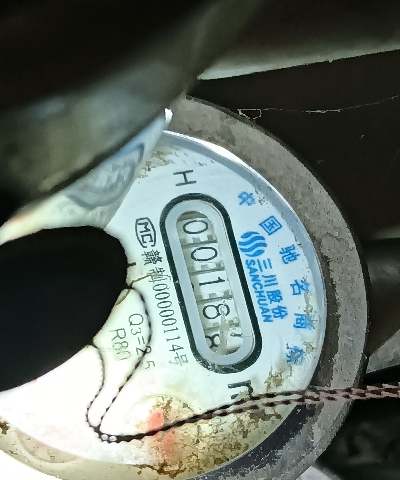 中国驰名商标
三川股份
SANCHUAN
H
0018
MC 赣制00000114号
Q3=2.5
R80